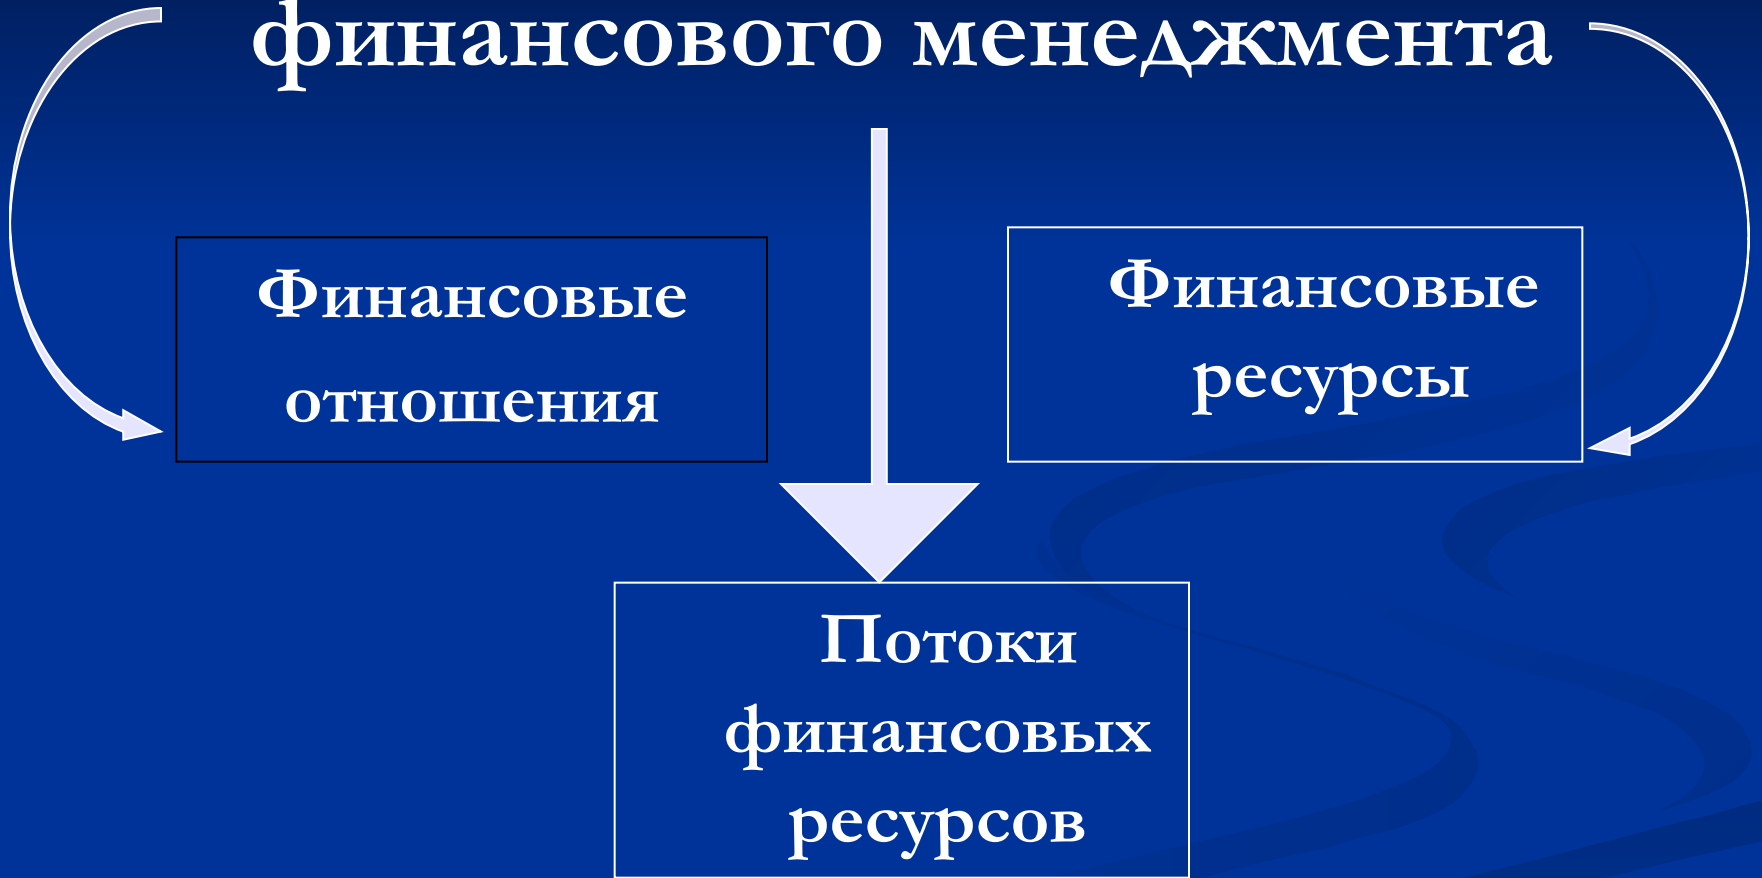 финансового менеджмента
Финансовые
отношения
Финансовые
ресурсы
Потоки
финансовых
ресурсов